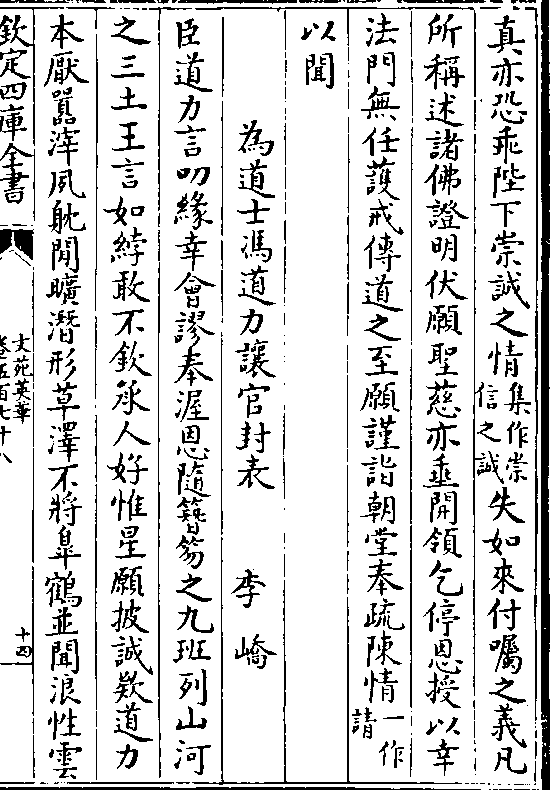 真亦恐乖陛下崇誠之情集作崇信之誠失如來付囑之義凡
所稱述諸佛證明伏願聖慈亦垂開領乞停恩授以幸
法門無任䕶戒傳道之至願謹詣朝堂奉疏陳情一作請
以聞
為道士馮道力讓官封表 李嶠
臣道力言叨緣幸會謬奉渥恩隨簪笏之九班列山河
之三土王言如綍敢不欽承人好惟星願披誠欵道力
本厭囂滓夙躭閒曠潛形草澤不將臯鶴並聞浪性雲
欽定四庫全書
文苑英華
卷五百七十八
十四